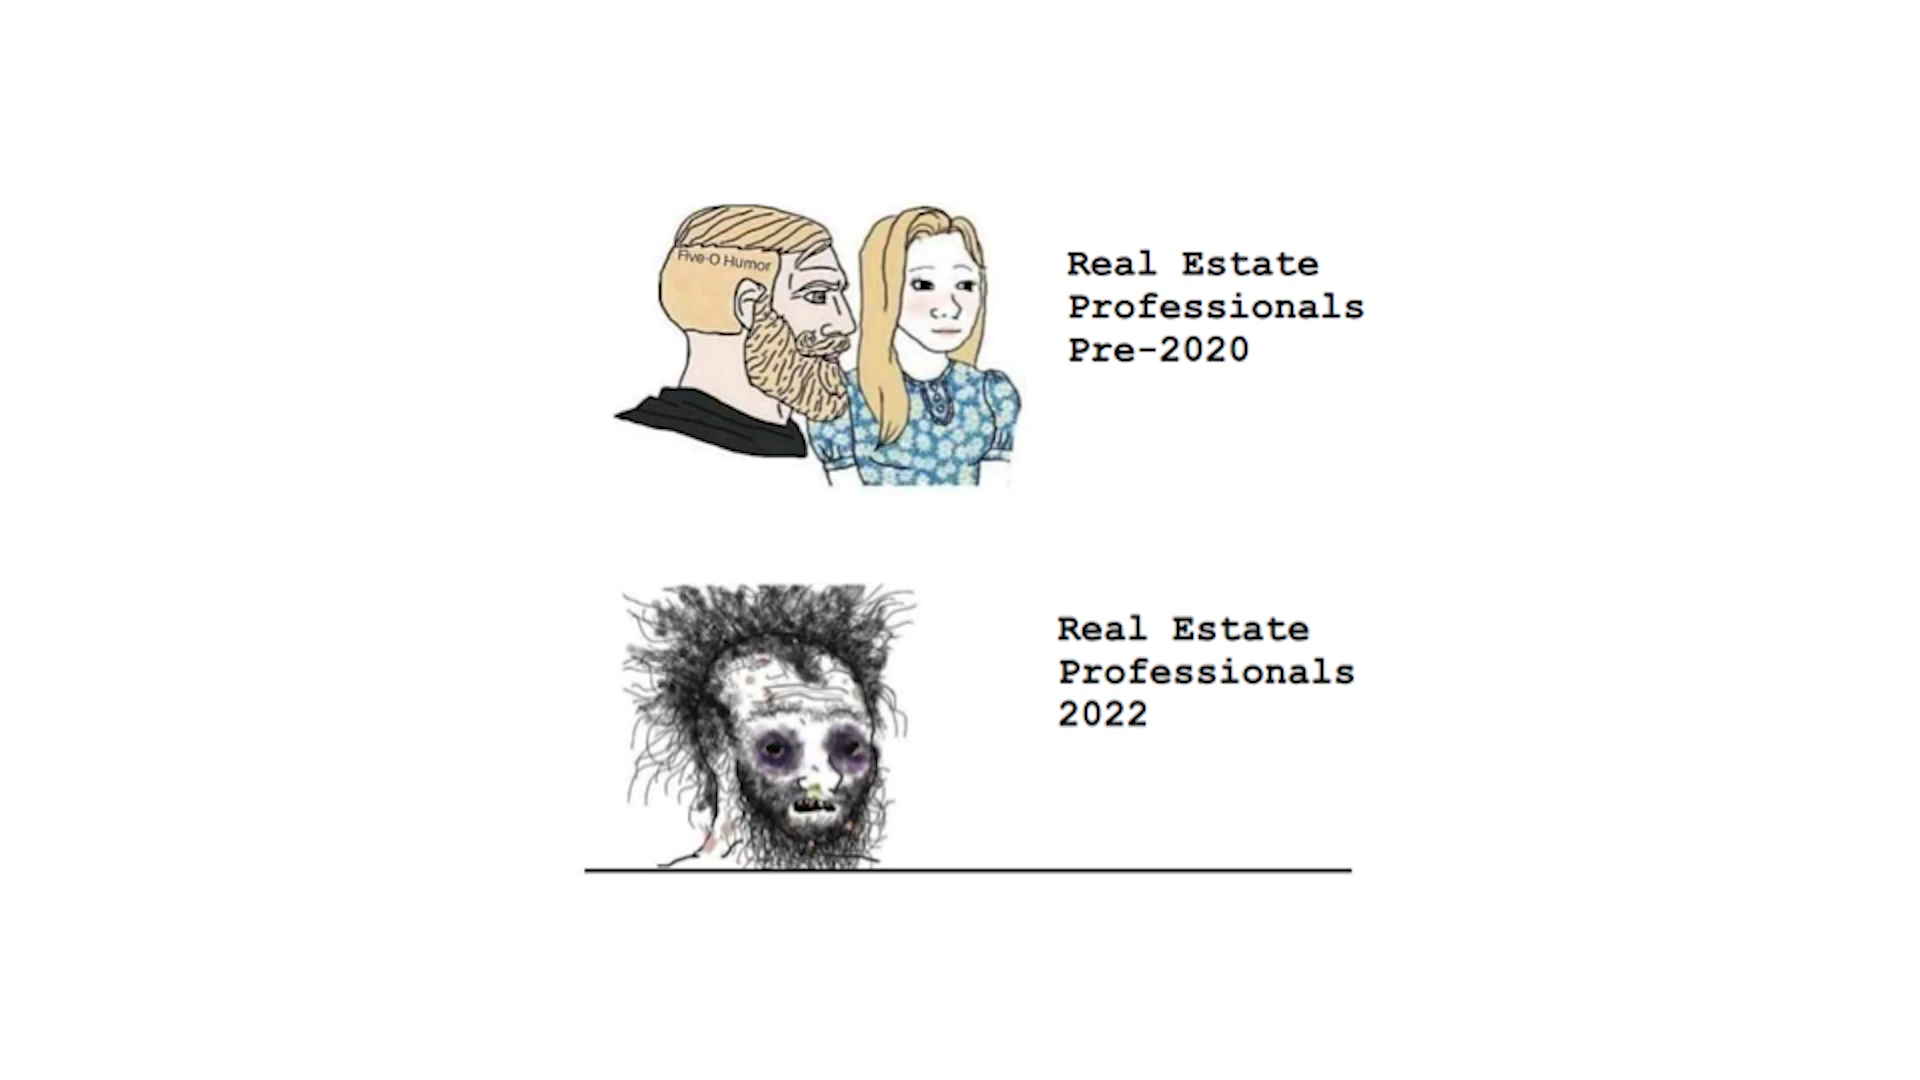 Five-O Humor
Real Estate
Professionals
Pre-2020
Real Estate
Professionals
2022